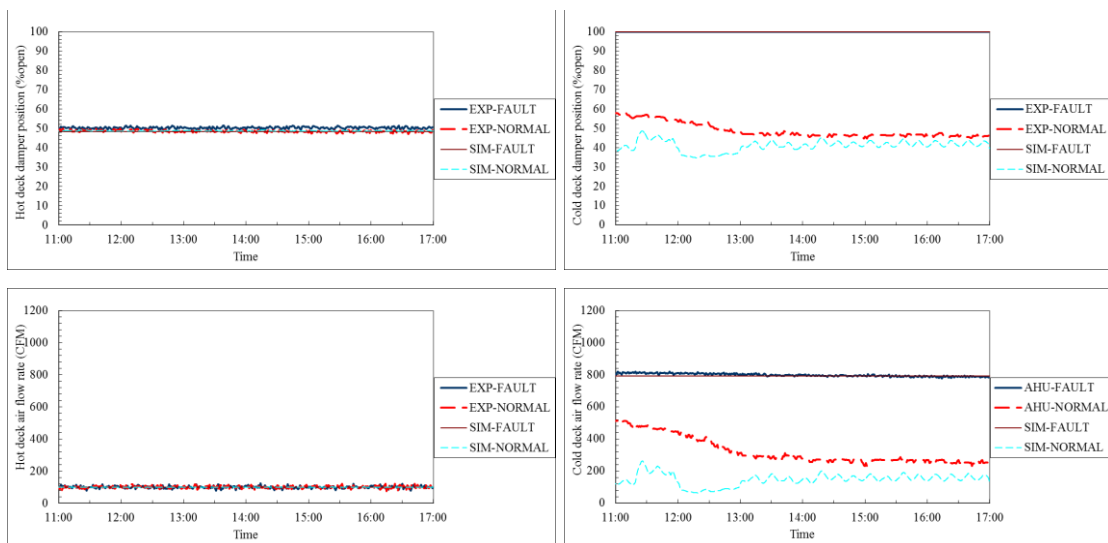 Hot deck damper position (%open)
100
90
80
70
60
50
40
30
20
10
0
11:00 12:00 13:00 14:00 15:00 16:00 17:00
Time
EXP-FAULT
EXP-NORMAL
SIM-FAULT
SIM-NORMAL
Cold deck damper position (%open)
100
90
80
70
60
50
40
30
20
10
0
11:00 12:00 13:00 14:00 15:00 16:00 17:00
Time
EXP-FAULT
EXP-NORMAL
SIM-FAULT
SIM-NORMAL
Hot deck air flow rate (CFM)
1200
1000
800
600
400
200
0
11:00 12:00 13:00 14:00 15:00 16:00 17:00
Time
EXP-FAULT
EXP-NORMAL
SIM-FAULT
SIM-NORMAL
Cold deck air flow rate (CFM)
1200
1000
800
600
400
200
0
11:00 12:00 13:00 14:00 15:00 16:00 17:00
Time
AHU-FAULT
AHU-NORMAL
SIM-FAULT
SIM-NORMAL